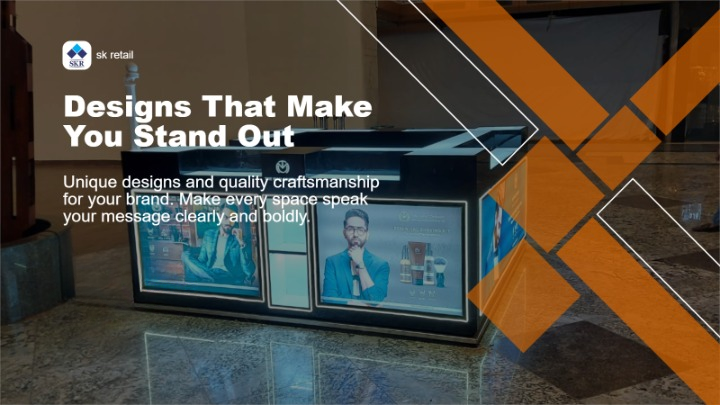 SKR
sk retail
Designs That Make
You Stand Out
Unique designs and quality craftsmanship
for your brand. Make every space speak
your message clearly and boldly.